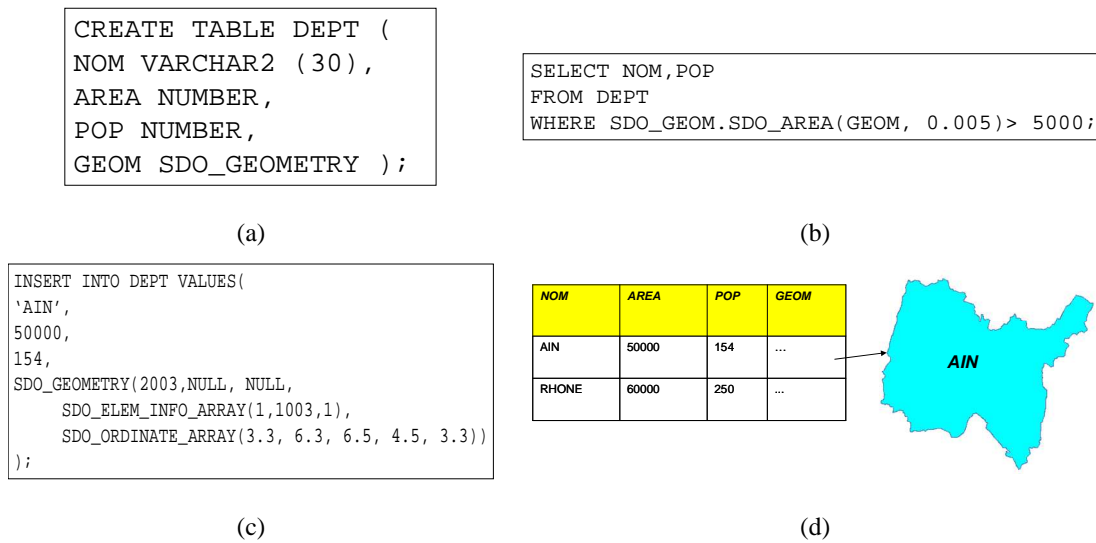 CREATE TABLE DEPT (
NOM VARCHAR2 (30),
AREA NUMBER,
POP NUMBER,
GEOM SDO_GEOMETRY );
(a)
SELECT NOM,POP
FROM DEPT
WHERE SDO_GEOM.SDO_AREA(GEOM, 0.005)> 5000;
(b)
INSERT INTO DEPT VALUES(
‘AIN’,
50000,
154,
SDO_GEOMETRY(2003,NULL, NULL,
SDO_ELEM_INFO_ARRAY(1,1003,1),
SDO_ORDINATE_ARRAY(3.3, 6.3, 6.5, 4.5, 3.3))
);
(c)
NOM AREA POP GEOM
AIN 50000 154 ...
RHONE 60000 250 ...
AIN
(d)